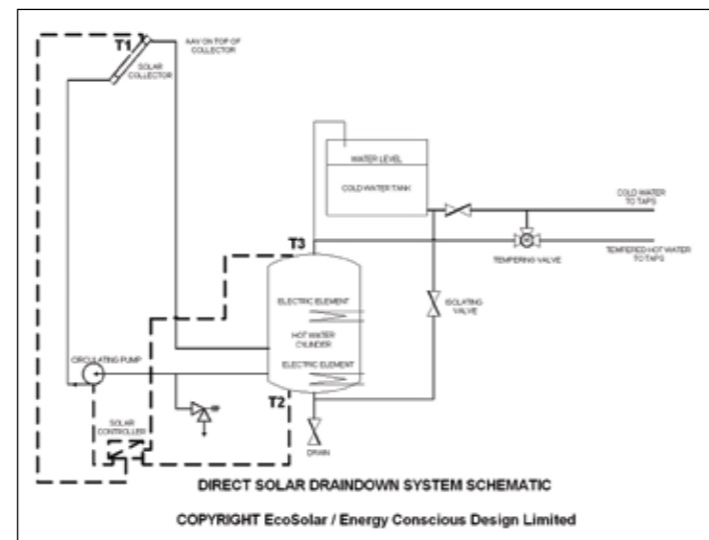 T1
AAV ON TOP OF
COLLECTOR
SOLAR
COLLECTOR
WATER LEVEL
COLD WATER TANK
COLD WATER
TO TAPS
T3
TEMPERING VALVE
TEMPERED HOT WATER
TO TAPS
ELECTRIC ELEMENT
ISOLATING
VALVE
HOT WATER
CYLINDER
CIRCULATING PUMP
ELECTRIC ELEMENT
T2
SOLAR
CONTROLLER
DRAIN
DIRECT SOLAR DRAINDOWN SYSTEM SCHEMATIC
COPYRIGHT EcoSolar / Energy Conscious Design Limited